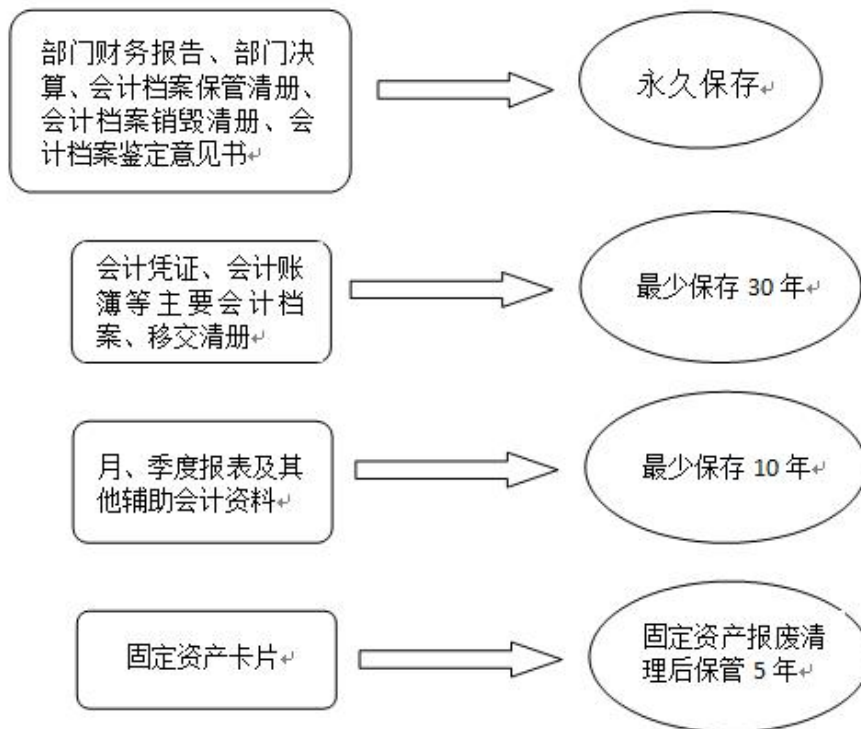 部门财务报告、部门决
算、会计档案保管清册、
会计档案销毁清册、会
计档案鉴定意见书↵
永久保存↵
会计凭证、会计账
簿等主要会计档
案、移交清册↵
最少保存 30 年↵
月、季度报表及其
他辅助会计资料↵
最少保存 10 年↵
固定资产卡片↵
固定资产报废清
理后保管 5 年↵